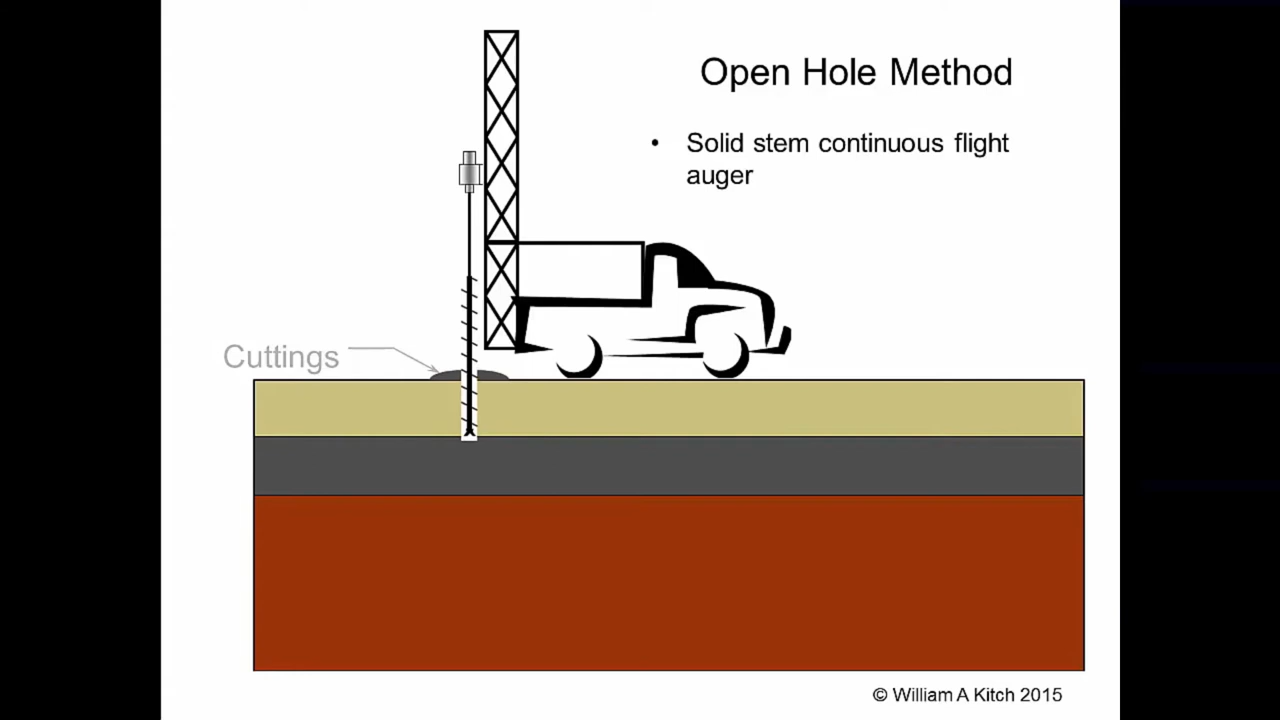 Open Hole Method
• Solid stem continuous flight
auger
Cuttings
© William A Kitch 2015